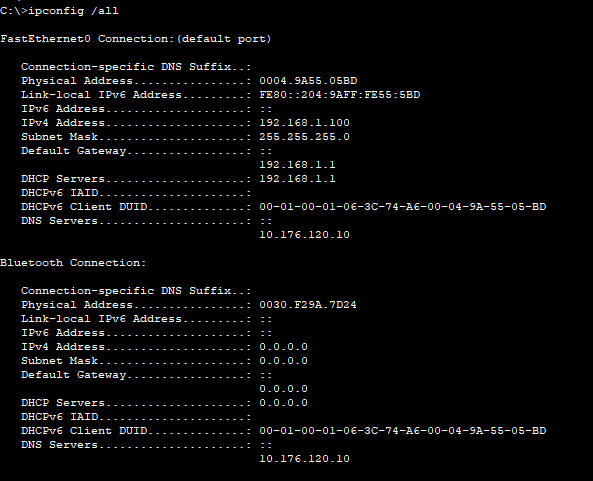 C:\>ipconfig /all
FastEthernet0 Connection:(default port)
Connection-specific DNS Suffix..:
Physical Address................: 0004.9A55.05BD
Link-local IPv6 Address.........: FE80::204:9AFF:FE55:5BD
IPv6 Address....................: ::
IPv4 Address....................: 192.168.1.100
Subnet Mask.....................: 255.255.255.0
Default Gateway.................: ::
192.168.1.1
DHCP Servers....................: 192.168.1.1
DHCPv6 IAID.....................:
DHCPv6 Client DUID..............: 00-01-00-01-06-3C-74-A6-00-04-9A-55-05-BD
DNS Servers.....................: ::
10.176.120.10
Bluetooth Connection:
Connection-specific DNS Suffix..:
Physical Address................: 0030.F29A.7D24
Link-local IPv6 Address.........: ::
IPv6 Address....................: ::
IPv4 Address....................: 0.0.0.0
Subnet Mask.....................: 0.0.0.0
Default Gateway.................: ::
0.0.0.0
DHCP Servers....................: 0.0.0.0
DHCPv6 IAID.....................:
DHCPv6 Client DUID..............: 00-01-00-01-06-3C-74-A6-00-04-9A-55-05-BD
DNS Servers.....................: ::
10.176.120.10